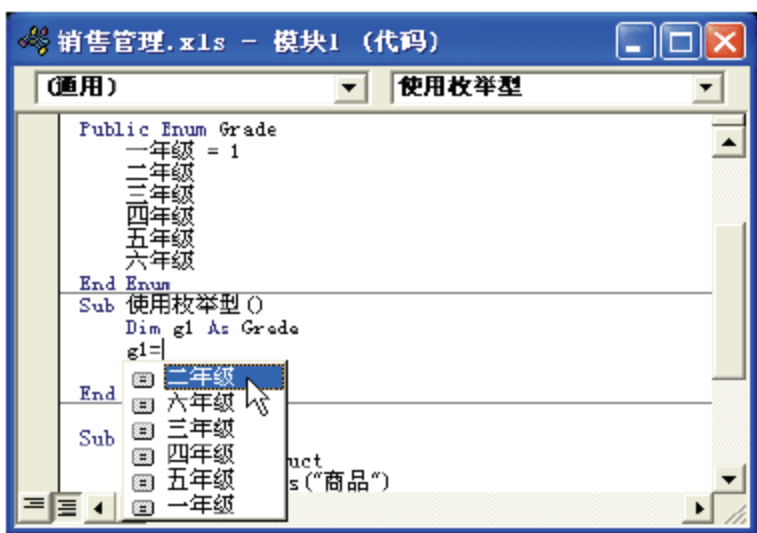 销售管理.xls - 模块1 (代码)
(通用) 使用枚举型
Public Enum Grade
一年级 = 1
二年级
三年级
四年级
五年级
六年级
End Enum
Sub 使用枚举型()
Dim g1 As Grade
g1=
二年级
End
六年级
三年级
Sub
四年级
uct
五年级
s("商品")
一年级